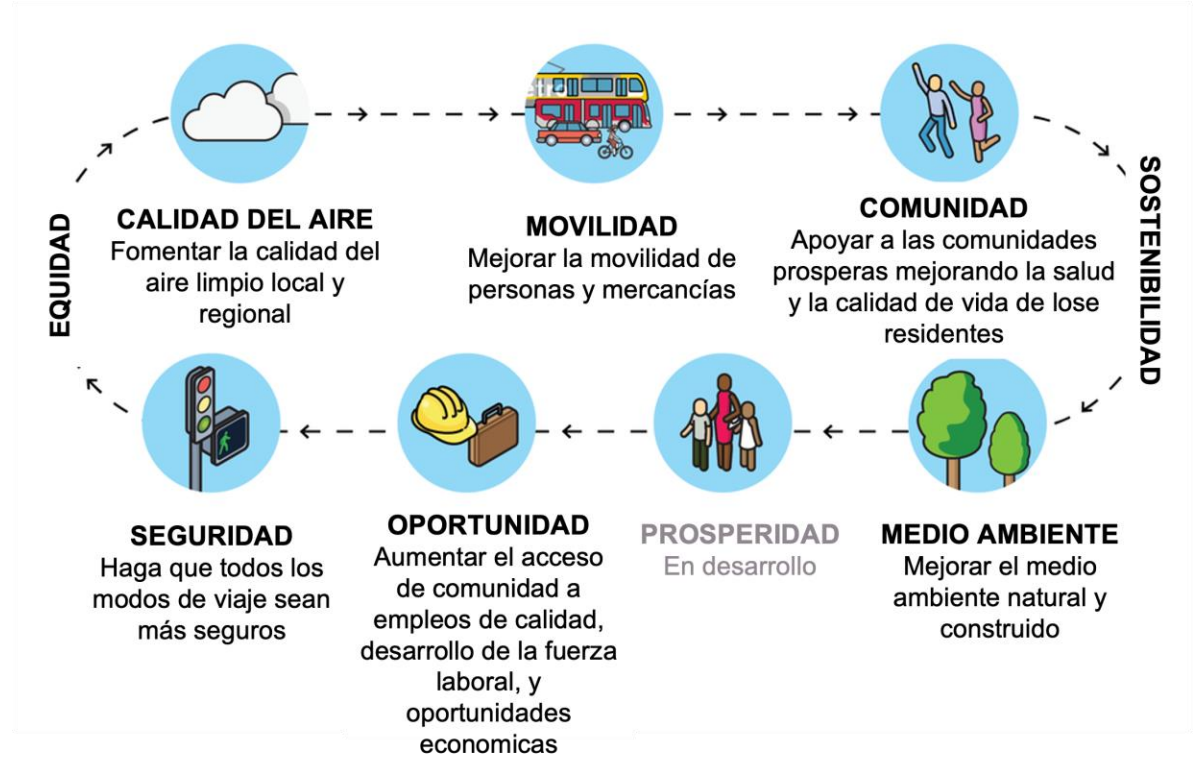 CALIDAD DEL AIRE
Fomentar la calidad del
aire limpio local y
regional
etro
MOVILIDAD
Mejorar la movilidad de
personas y mercancías
COMUNIDAD
Apoyar a las comunidades
prosperas mejorando la salud
y la calidad de vida de lose
residentes
SOSTENIBILIDAD
EQUIDAD
SEGURIDAD
Haga que todos los
modos de viaje sean
más seguros
OPORTUNIDAD
Aumentar el acceso
de comunidad a
empleos de calidad,
desarrollo de la fuerza
laboral, y
oportunidades
economicas
PROSPERIDAD
En desarrollo
MEDIO AMBIENTE
Mejorar el medio
ambiente natural y
construido